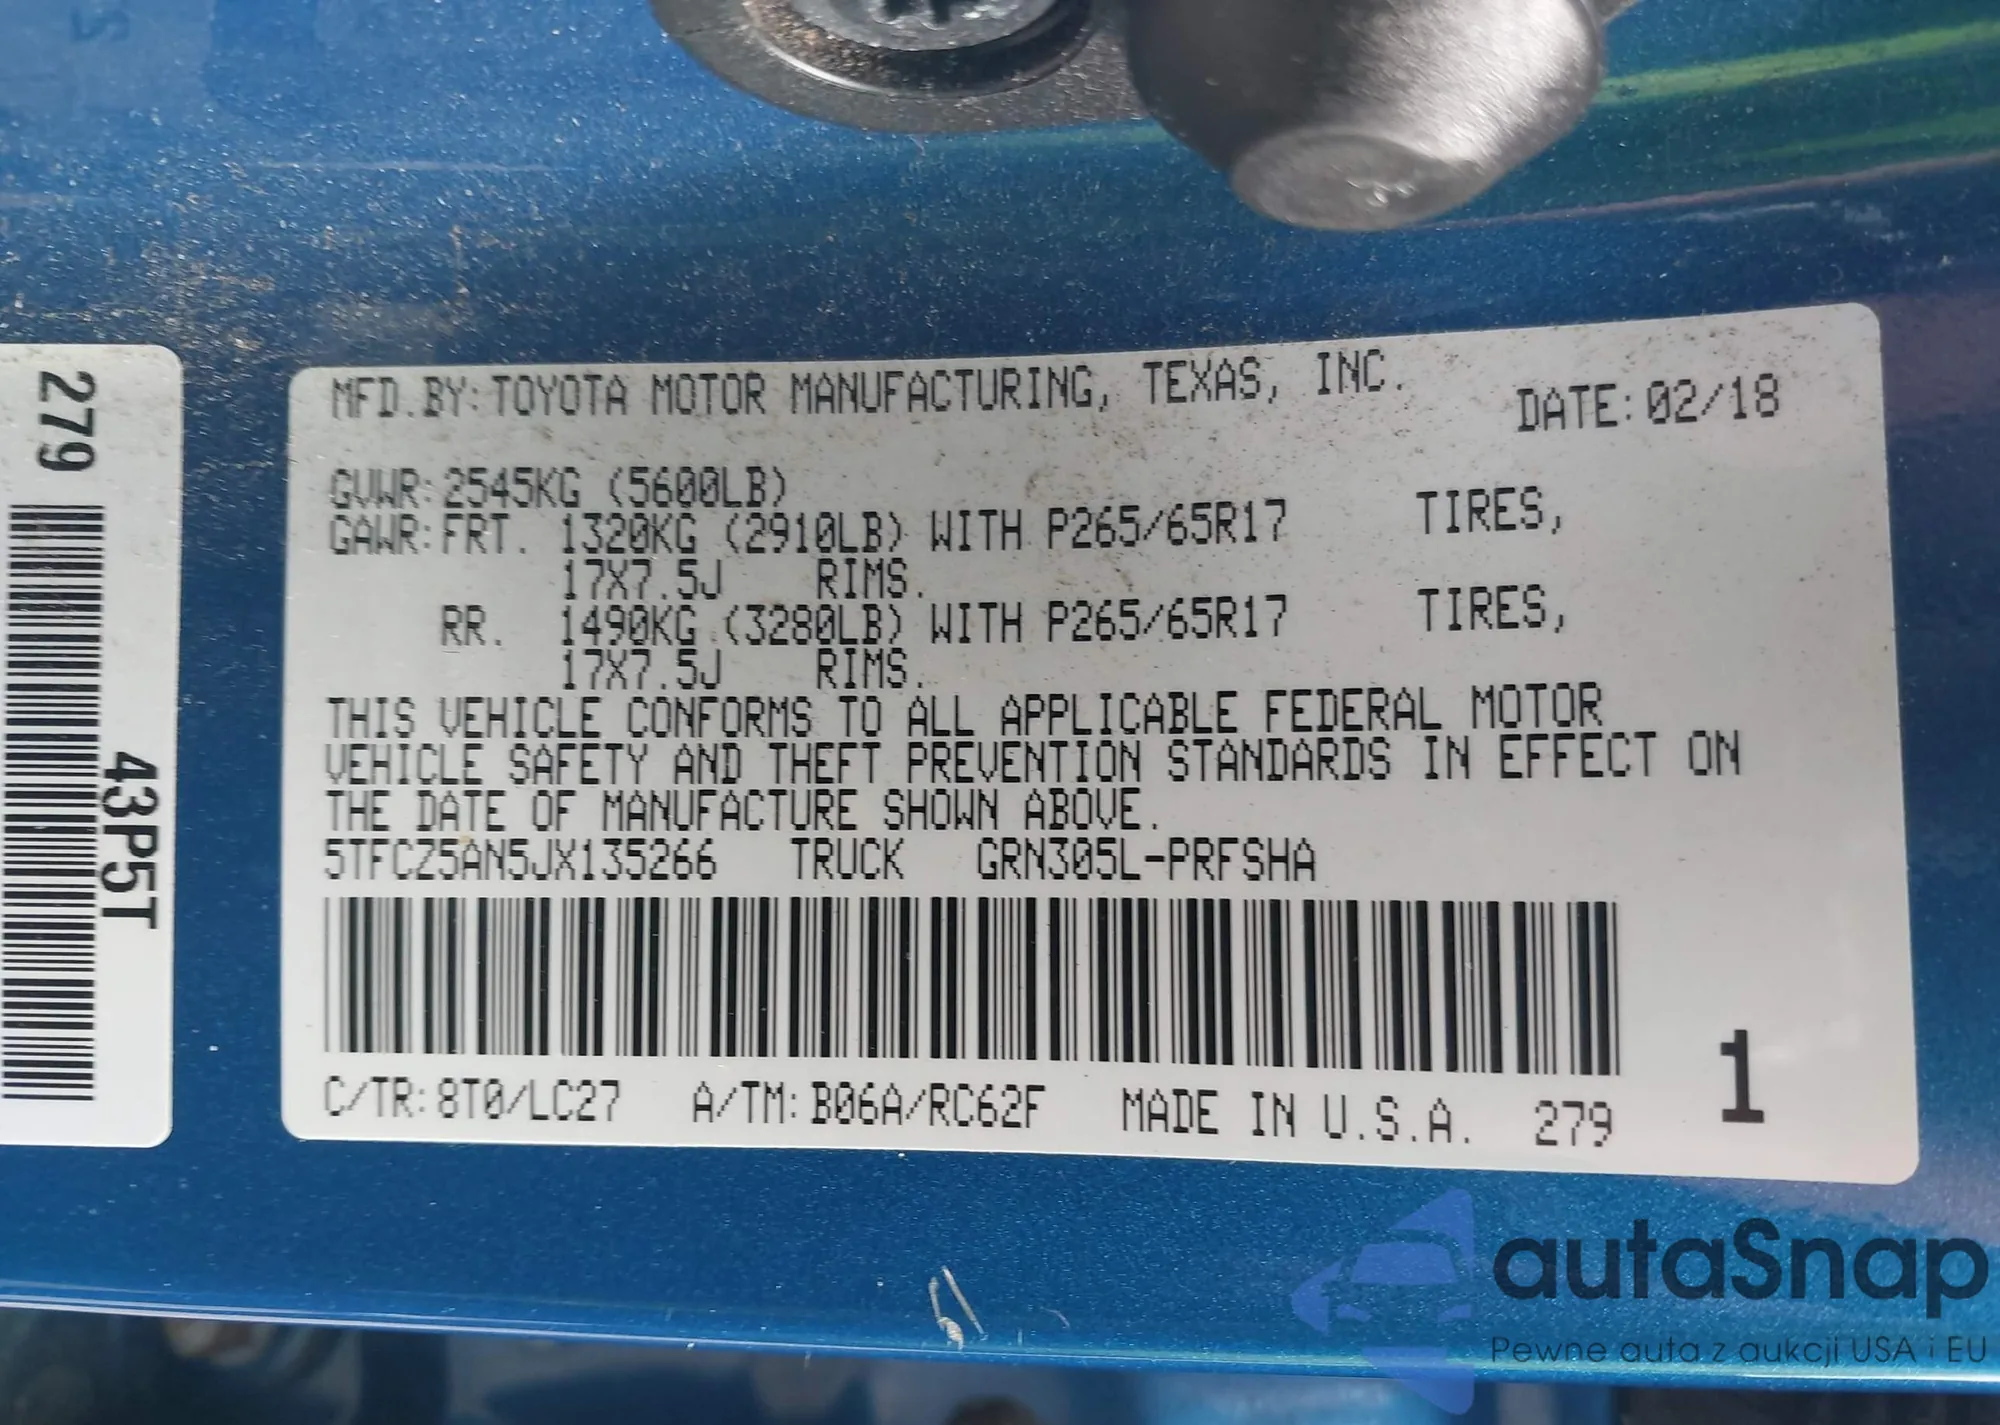 279
43P5T
MFD.BY:TOYOTA MOTOR MANUFACTURING, TEXAS, INC. DATE:02/18
GVWR:2545KG (5600LB)
GAWR:FRT. 1320KG (2910LB) WITH P265/65R17 TIRES,
17X7.5J RIMS.
RR. 1490KG (3280LB) WITH P265/65R17 TIRES,
17X7.5J RIMS.
THIS VEHICLE CONFORMS TO ALL APPLICABLE FEDERAL MOTOR
VEHICLE SAFETY AND THEFT PREVENTION STANDARDS IN EFFECT ON
THE DATE OF MANUFACTURE SHOWN ABOVE.
5TFCZ5AN5JX135266 TRUCK GRN305L-PRFSHA
C/TR:8T0/LC27 A/TM:B06A/RC62F MADE IN U.S.A. 279
1
autaSnap
Pewne auta z aukcji USA i EU